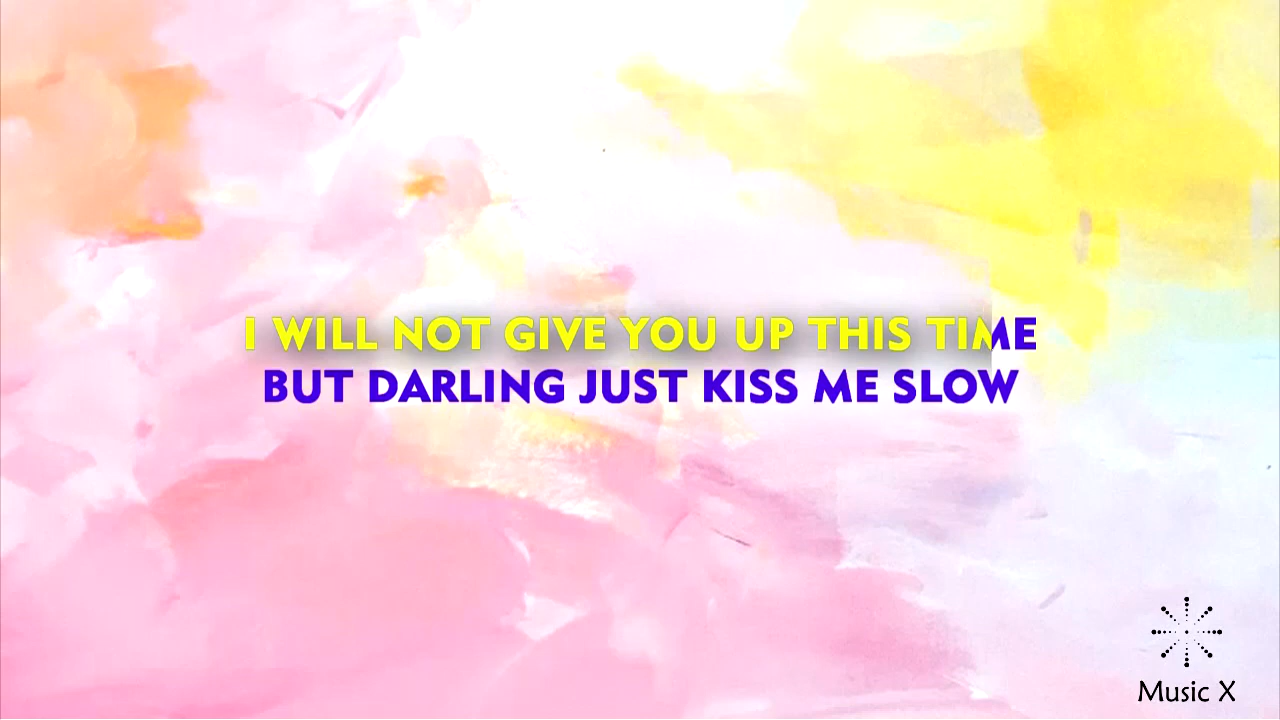 I WILL NOT GIVE YOU UP THIS TIME
BUT DARLING JUST KISS ME SLOW
Music X